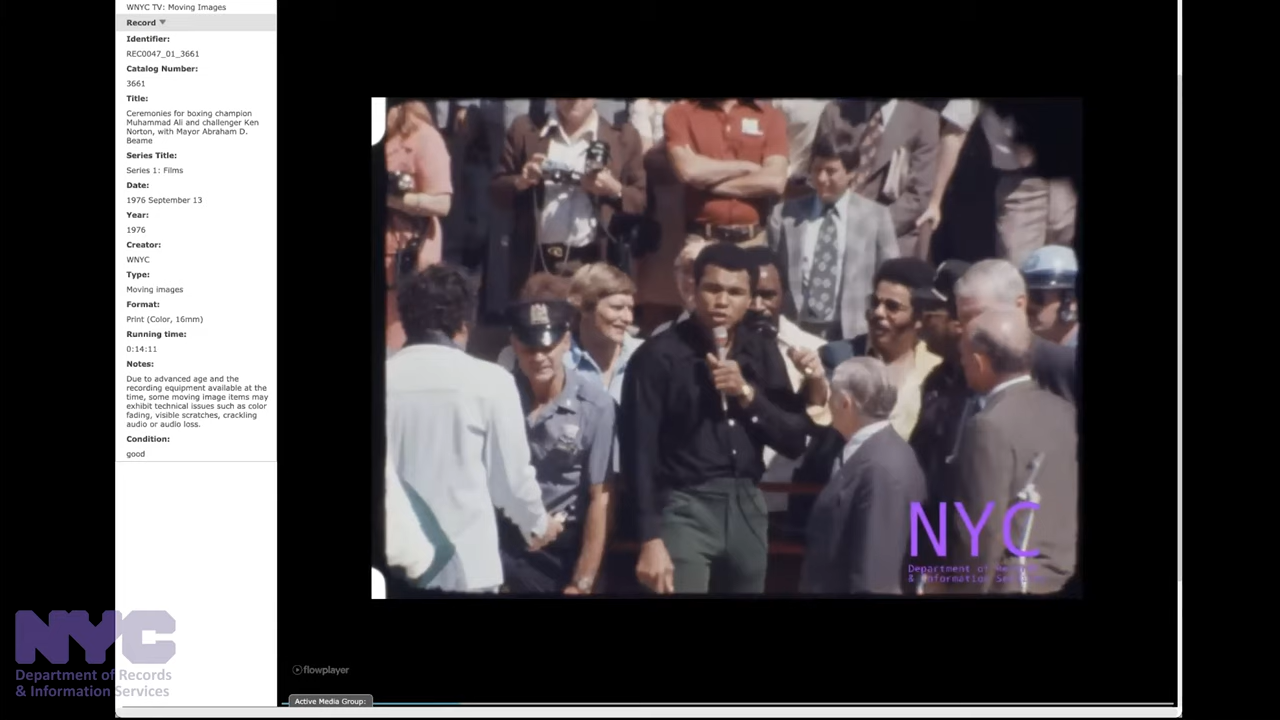 WNYC TV: Moving Images
Record
Identifier:
REC0047_01_3661
Catalog Number:
3661
Title:
Ceremonies for boxing champion
Muhammad Ali and challenger Ken
Norton, with Mayor Abraham D.
Beame
Series Title:
Series 1: Films
Date:
1976 September 13
Year:
1976
Creator:
WNYC
Type:
Moving images
Format:
Print (Color, 16mm)
Running time:
0:14:11
Notes:
Due to advanced age and the
recording equipment available at the
time, some moving image items may
exhibit technical issues such as color
fading, visible scratches, crackling
audio or audio loss.
Condition:
good
NYC
Department of Records
& Information Services
NYC
Department of Records
& Information Services
flowplayer
Active Media Group: